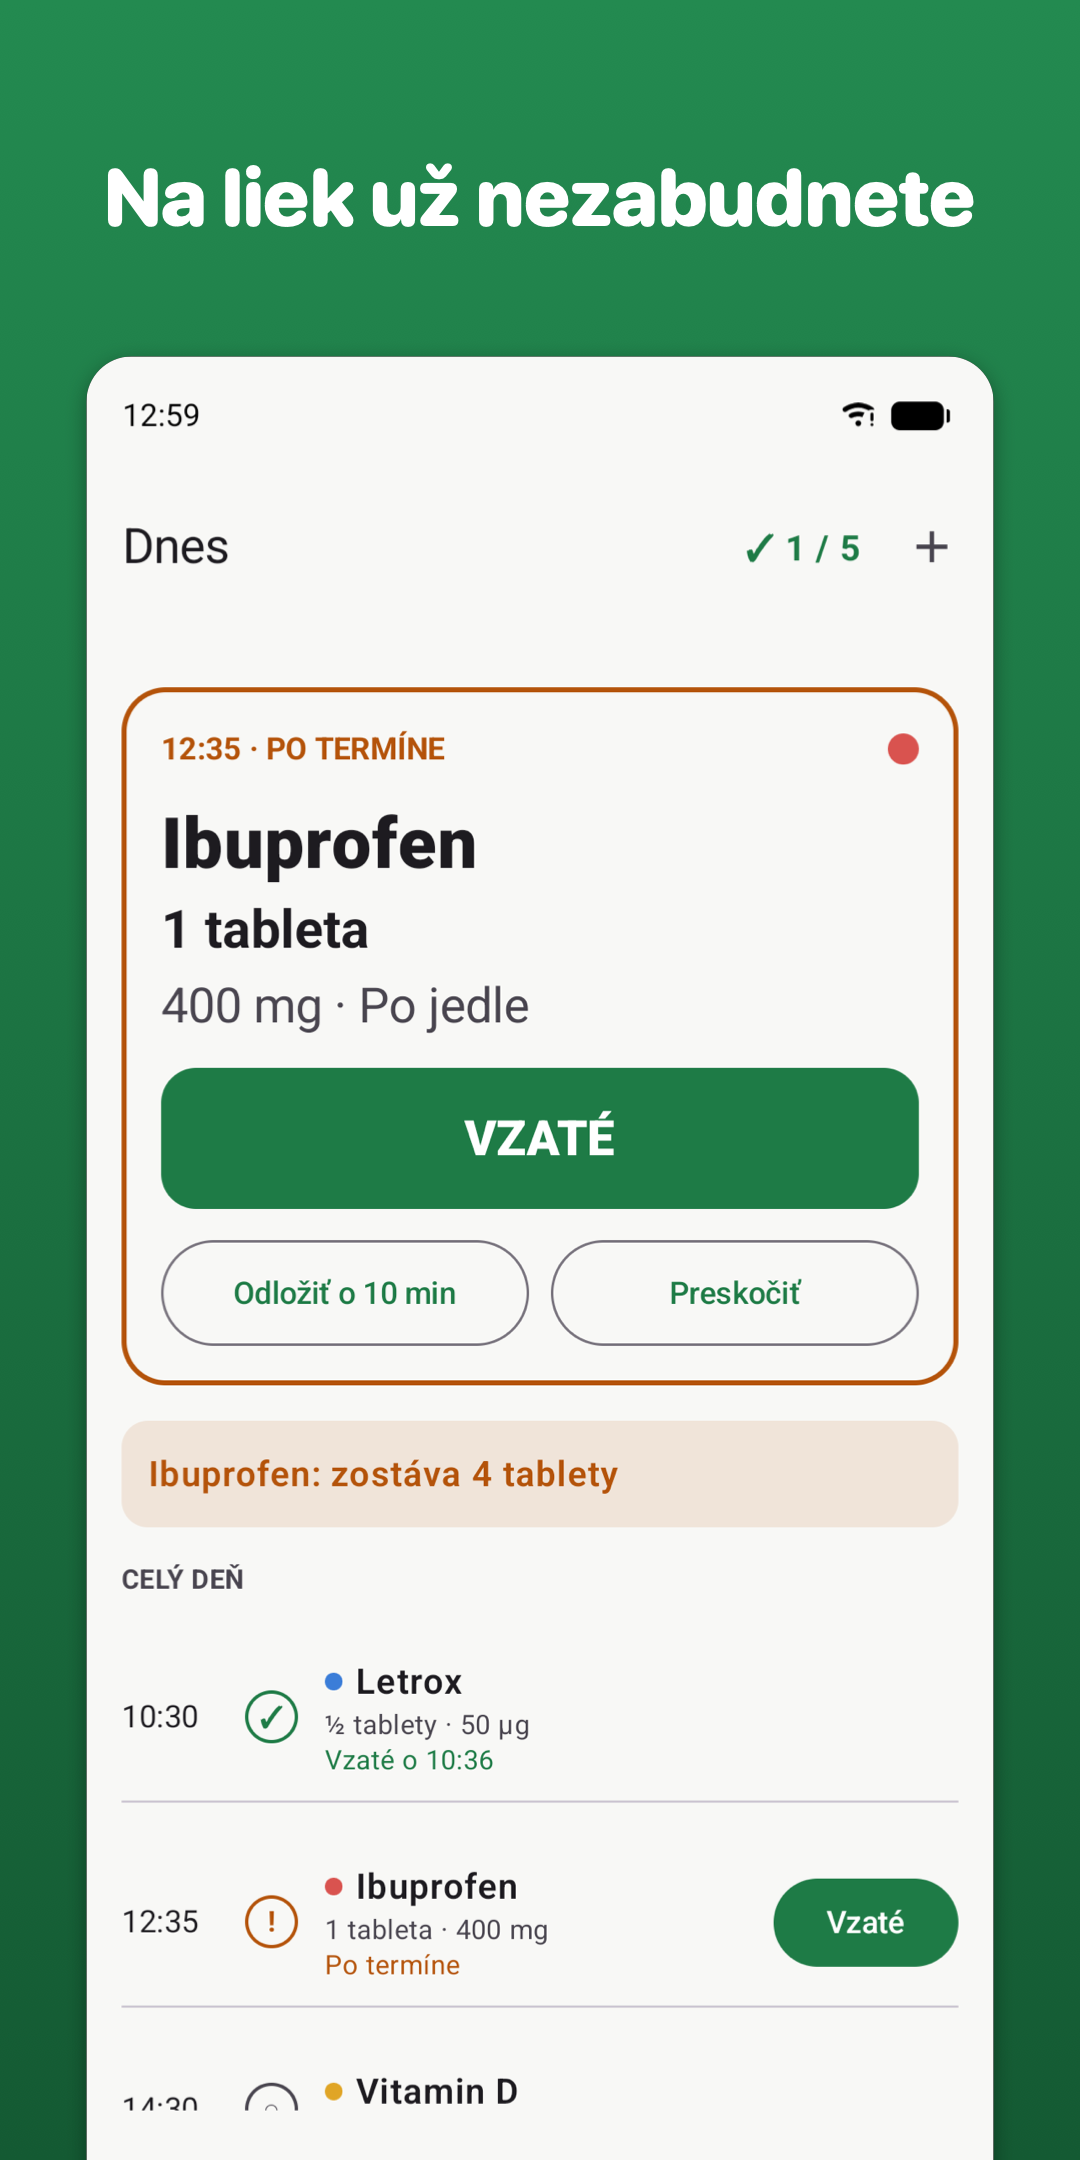 Na liek už nezabudnete
12:59
Dnes
✓ 1 / 5 +
12:35 · PO TERMÍNE
Ibuprofen
1 tableta
400 mg · Po jedle
VZATÉ
Odložiť o 10 min
Preskočiť
Ibuprofen: zostáva 4 tablety
CELÝ DEŇ
10:30
Letrox
½ tablety · 50 µg
Vzaté o 10:36
12:35
!
Ibuprofen
1 tableta · 400 mg
Po termíne
Vzaté
14:30
Vitamin D